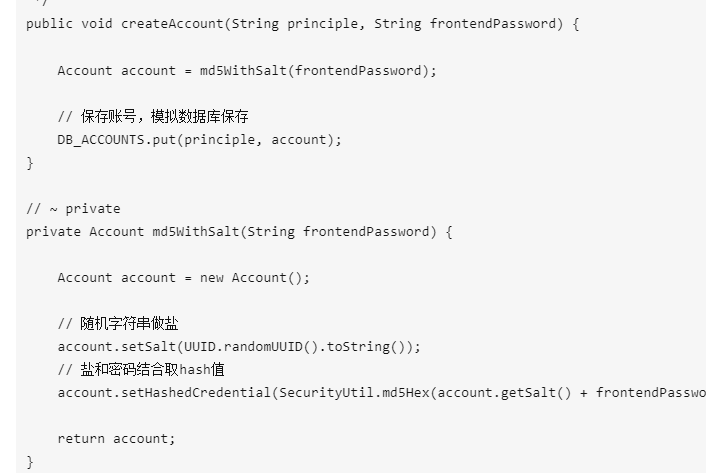 */
public void createAccount(String principle, String frontendPassword) {
Account account = md5WithSalt(frontendPassword);
// 保存账号，模拟数据库保存
DB_ACCOUNTS.put(principle, account);
}
// ~ private
private Account md5WithSalt(String frontendPassword) {
Account account = new Account();
// 随机字符串做盐
account.setSalt(UUID.randomUUID().toString());
// 盐和密码结合取hash值
account.setHashedCredential(SecurityUtil.md5Hex(account.getSalt() + frontendPasswo
return account;
}